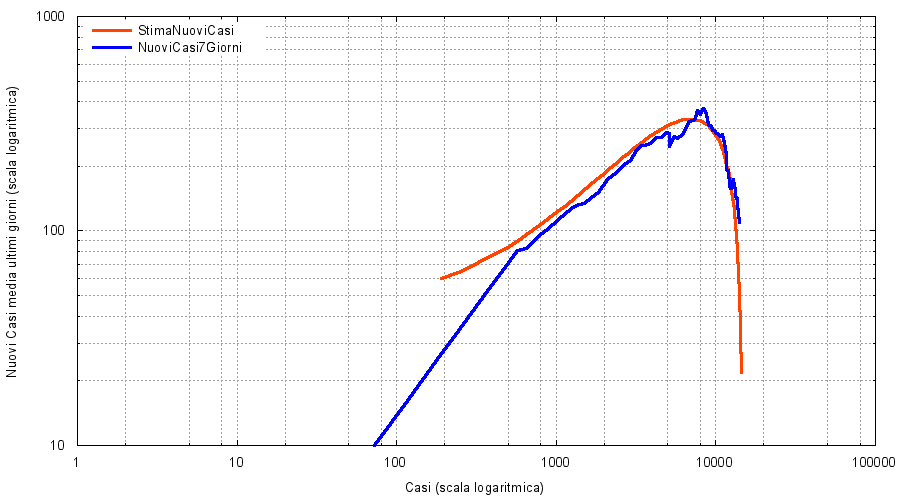 1000
StimaNuoviCasi
NuoviCasi7Giorni
Nuovi Casi media ultimi giorni (scala logaritmica)
100
10
1 10 100 1000 10000 100000
Casi (scala logaritmica)